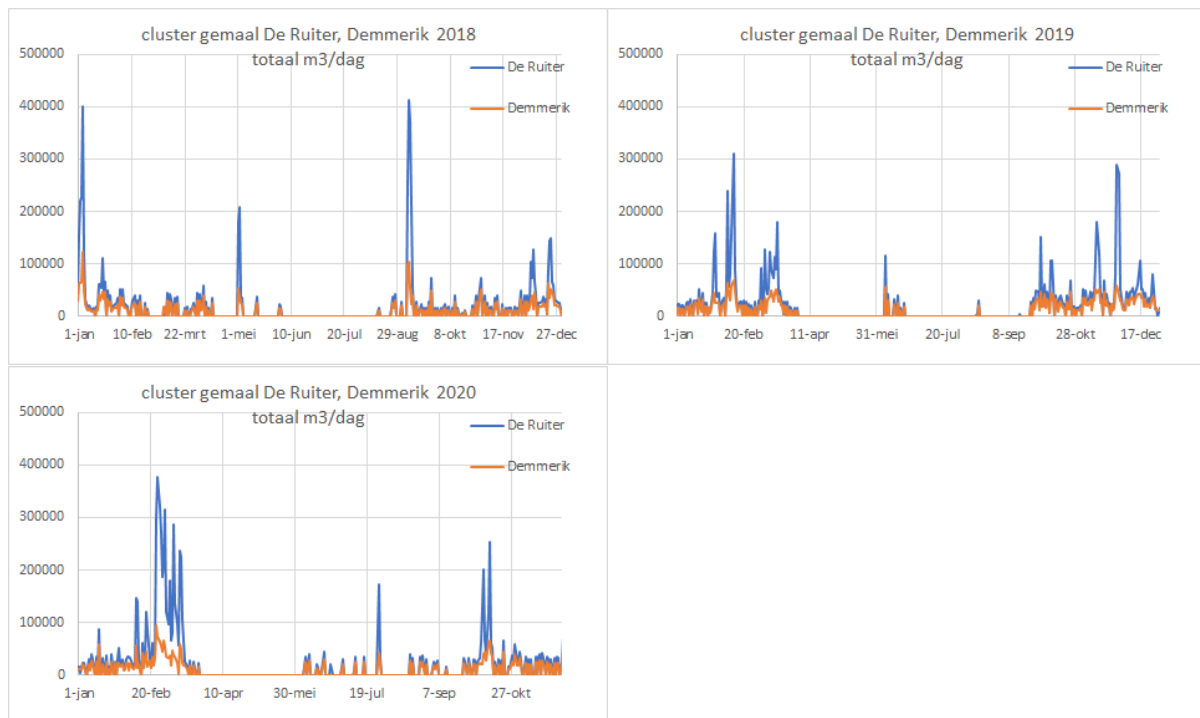 cluster gemaal De Ruiter, Demmerik 2018
totaal m3/dag
500000
400000
300000
200000
100000
0
De Ruiter
Demmerik
1-jan 10-feb 22-mrt 1-mei 10-jun 20-jul 29-aug 8-okt 17-nov 27-dec
cluster gemaal De Ruiter, Demmerik 2019
totaal m3/dag
500000
400000
300000
200000
100000
0
De Ruiter
Demmerik
1-jan 20-feb 11-apr 31-mei 20-jul 8-sep 28-okt 17-dec
cluster gemaal De Ruiter, Demmerik 2020
totaal m3/dag
500000
400000
300000
200000
100000
0
De Ruiter
Demmerik
1-jan 20-feb 10-apr 30-mei 19-jul 7-sep 27-okt